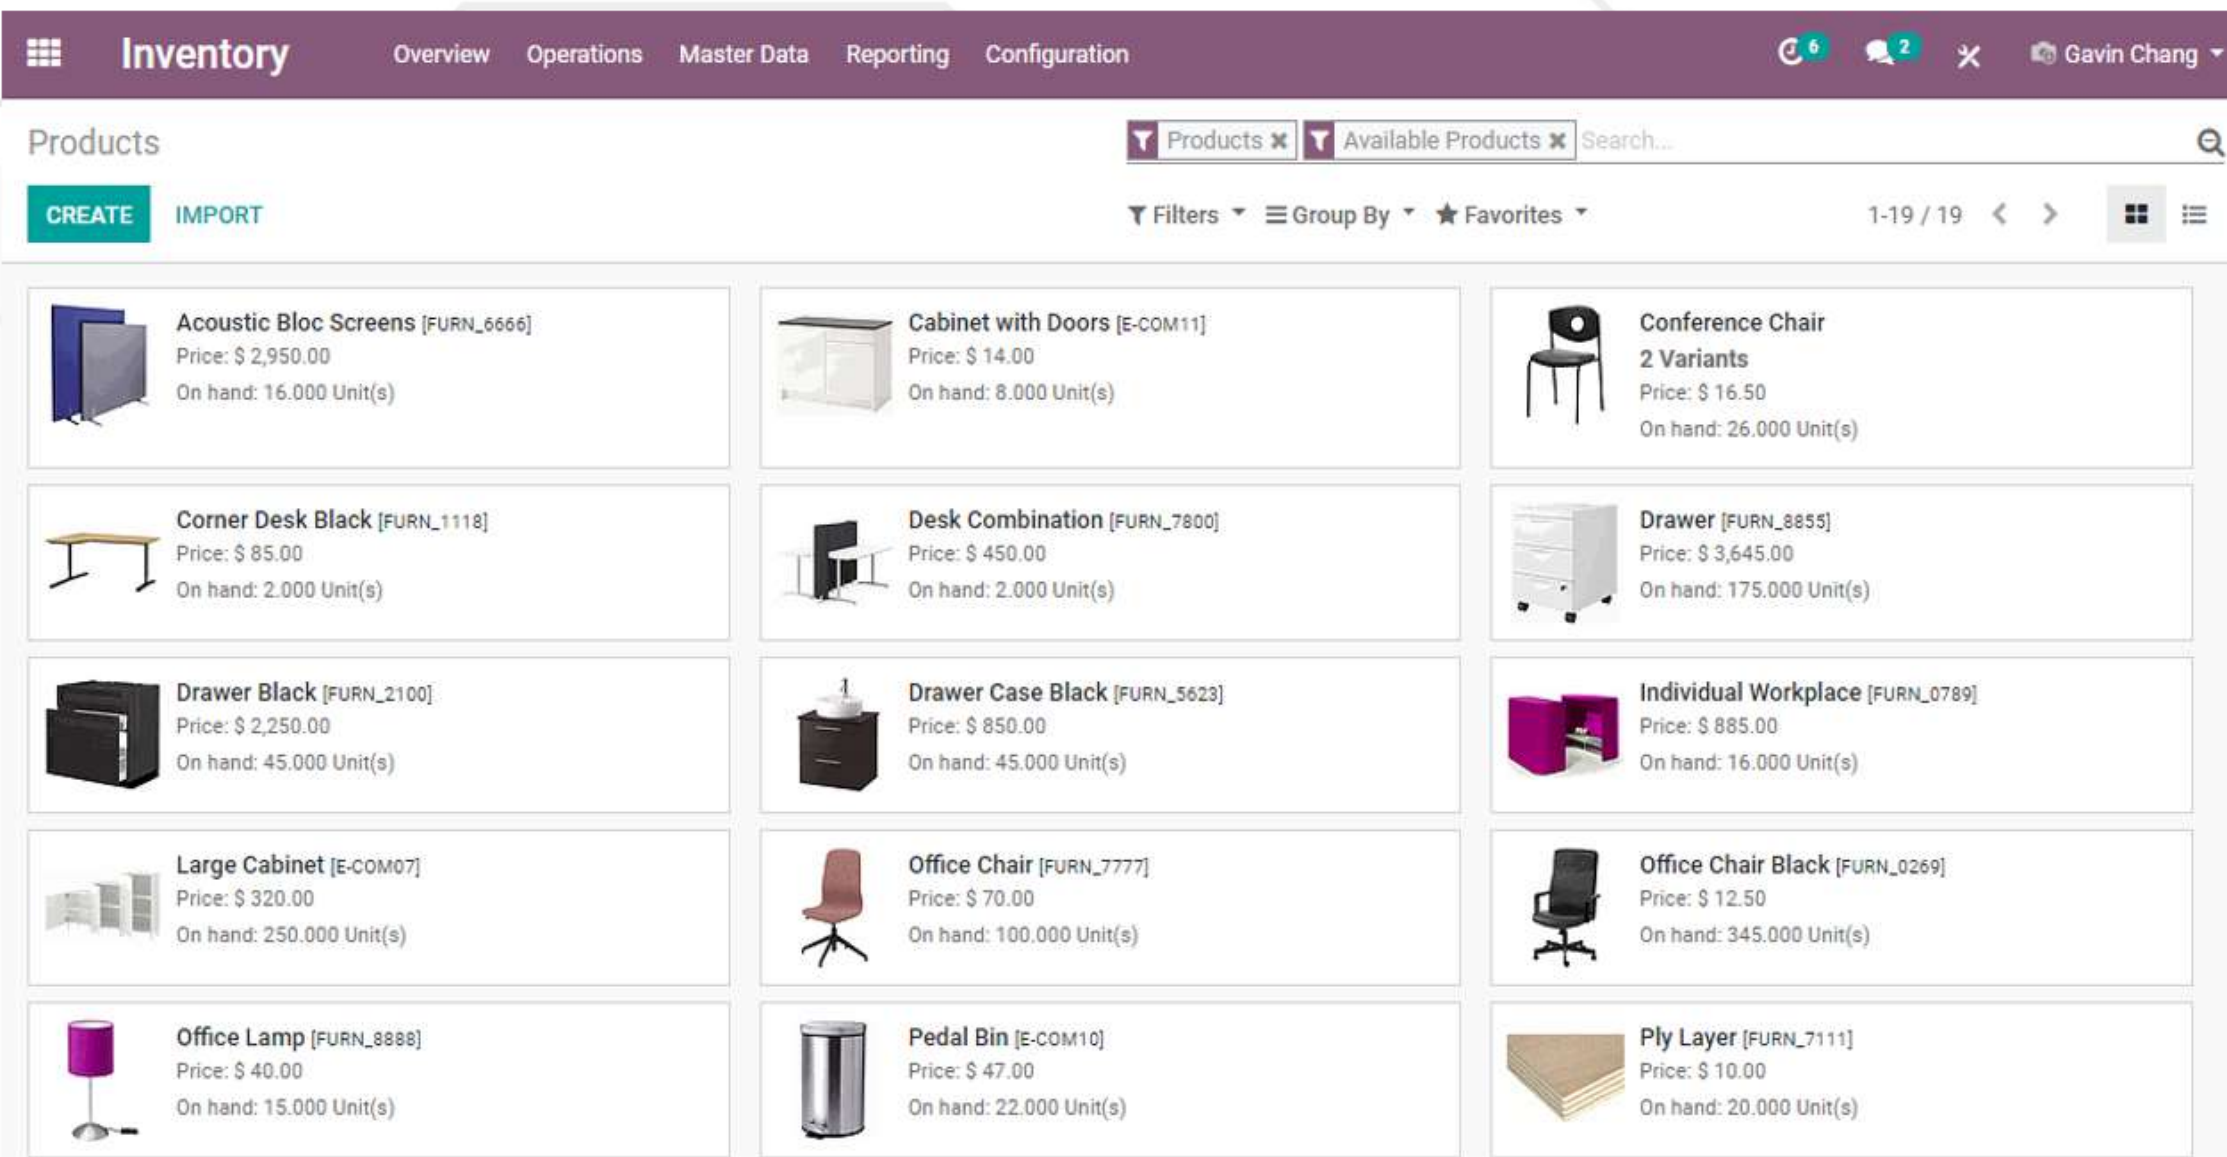 Inventory Overview Operations Master Data Reporting Configuration 6 2 Gavin Chang
Products
Products Available Products Search...
CREATE IMPORT
Filters Group By Favorites 1-19 / 19
Acoustic Bloc Screens [FURN_6666]
Price: $ 2,950.00
On hand: 16.000 Unit(s)
Cabinet with Doors [E-COM11]
Price: $ 14.00
On hand: 8.000 Unit(s)
Conference Chair
2 Variants
Price: $ 16.50
On hand: 26.000 Unit(s)
Corner Desk Black [FURN_1118]
Price: $ 85.00
On hand: 2.000 Unit(s)
Desk Combination [FURN_7800]
Price: $ 450.00
On hand: 2.000 Unit(s)
Drawer [FURN_8855]
Price: $ 3,645.00
On hand: 175.000 Unit(s)
Drawer Black [FURN_2100]
Price: $ 2,250.00
On hand: 45.000 Unit(s)
Drawer Case Black [FURN_5623]
Price: $ 850.00
On hand: 45.000 Unit(s)
Individual Workplace [FURN_0789]
Price: $ 885.00
On hand: 16.000 Unit(s)
Large Cabinet [E-COM07]
Price: $ 320.00
On hand: 250.000 Unit(s)
Office Chair [FURN_7777]
Price: $ 70.00
On hand: 100.000 Unit(s)
Office Chair Black [FURN_0269]
Price: $ 12.50
On hand: 345.000 Unit(s)
Office Lamp [FURN_8888]
Price: $ 40.00
On hand: 15.000 Unit(s)
Pedal Bin [E-COM10]
Price: $ 47.00
On hand: 22.000 Unit(s)
Ply Layer [FURN_7111]
Price: $ 10.00
On hand: 20.000 Unit(s)